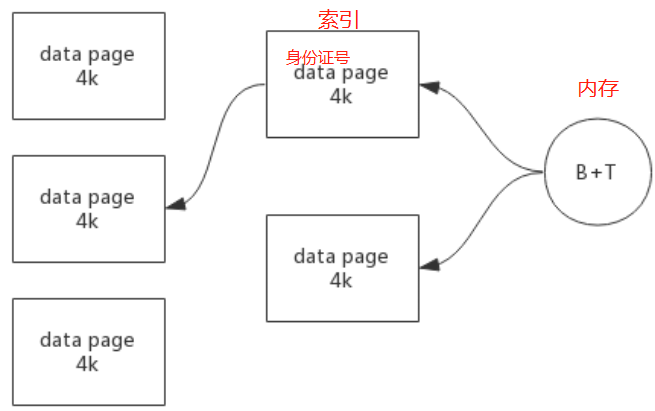 data page
4k
data page
4k
data page
4k
索引
身份证号
data page
4k
data page
4k
内存
B+T